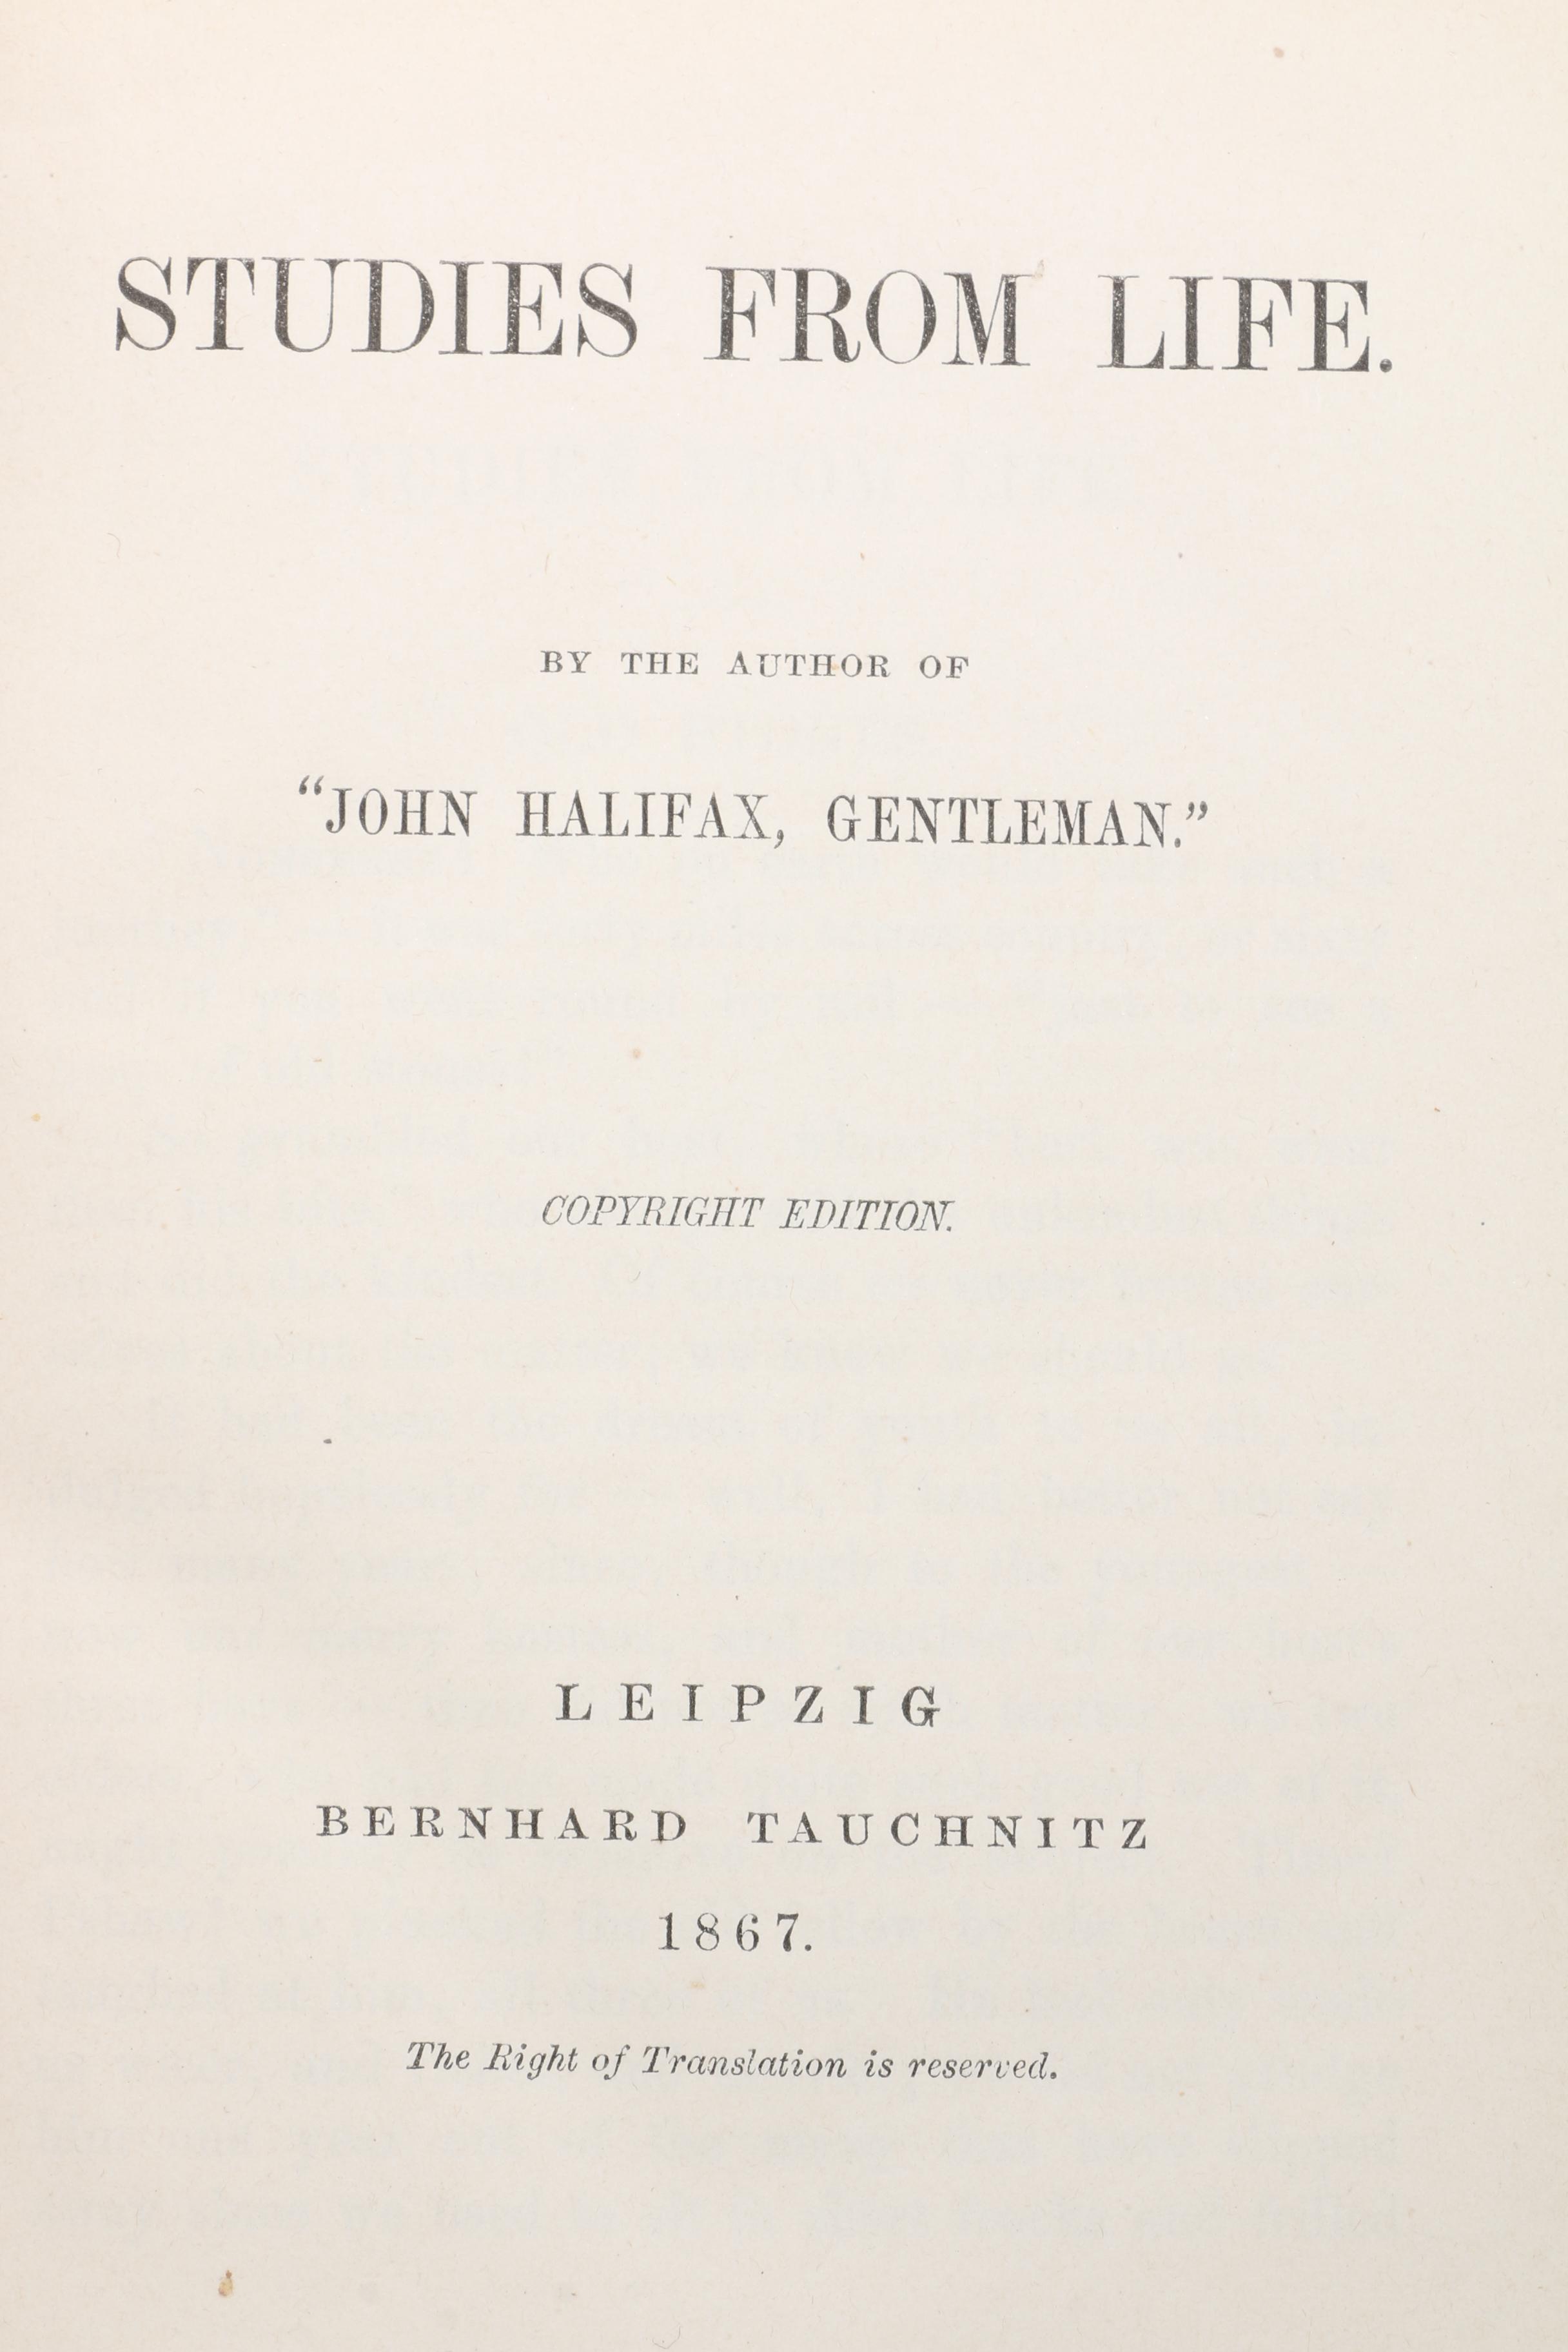 STUDIES FROM LIFE.
BY THE AUTHOR OF
“JOHN HALIFAX, GENTLEMAN.”
COPYRIGHT EDITION.
LEIPZIG
BERNHARD TAUCHNITZ
1867.
The Right of Translation is reserved.